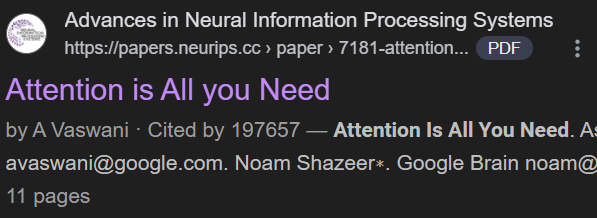 Advances in Neural Information Processing Systems
https://papers.neurips.cc › paper › 7181-attention... PDF
Attention is All you Need
by A Vaswani · Cited by 197657 — Attention Is All You Need. As
avaswani@google.com. Noam Shazeer*. Google Brain noam@
11 pages